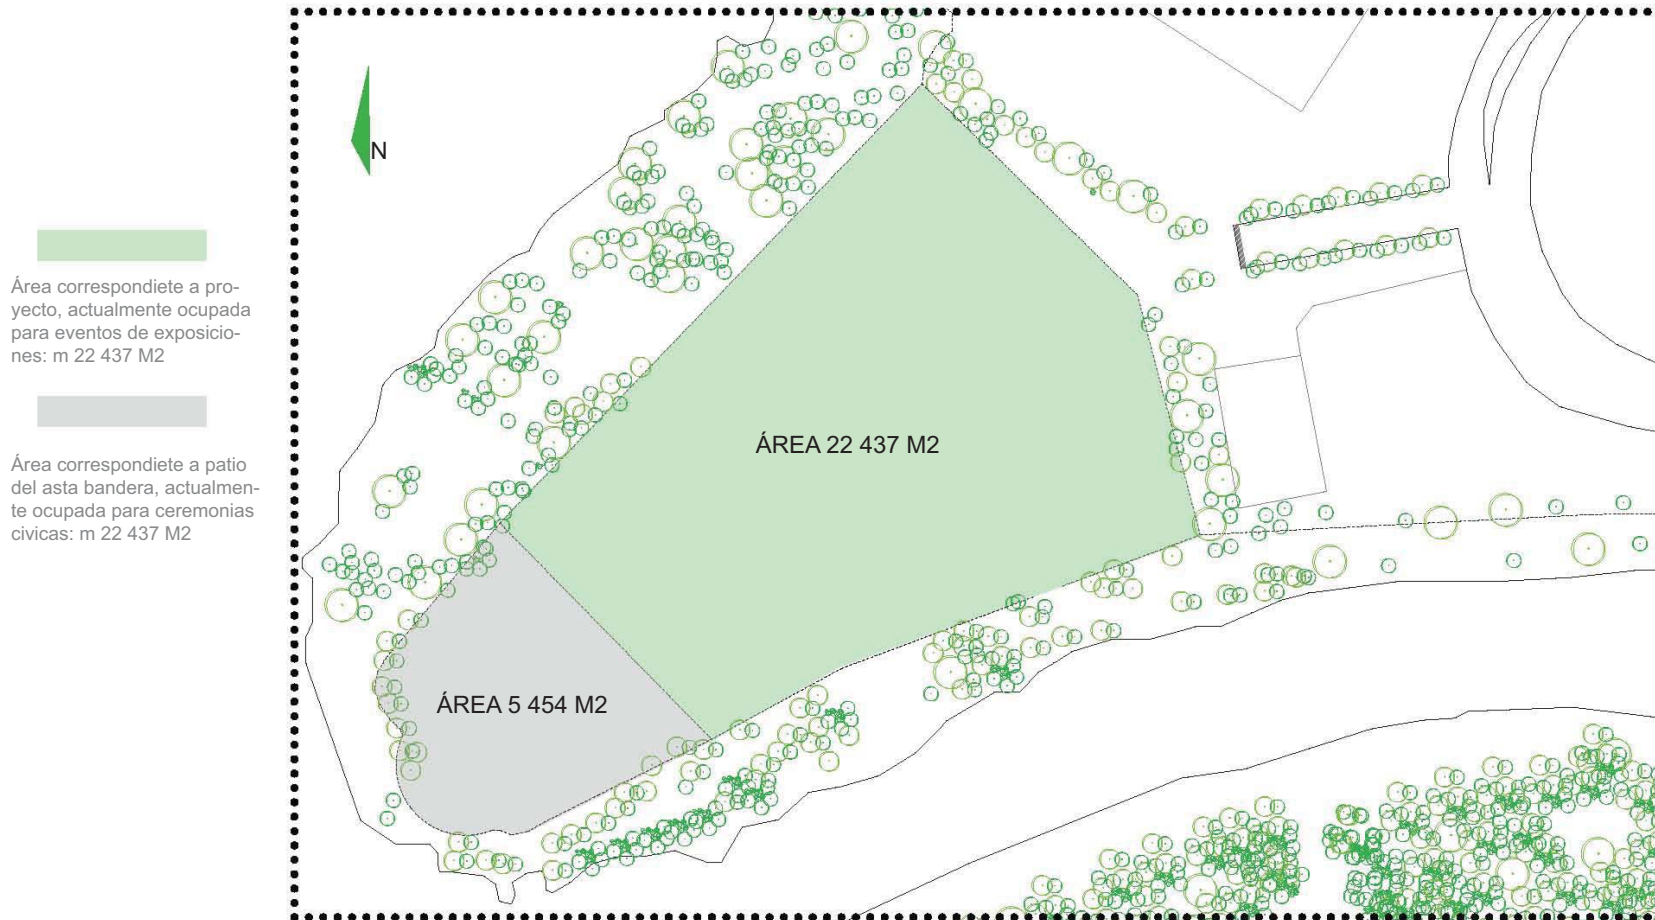 N
Área correspondiete a pro-
yecto, actualmente ocupada
para eventos de exposicio-
nes: m 22 437 M2
Área correspondiete a patio
del asta bandera, actualmen-
te ocupada para ceremonias
civicas: m 22 437 M2
ÁREA 22 437 M2
ÁREA 5 454 M2